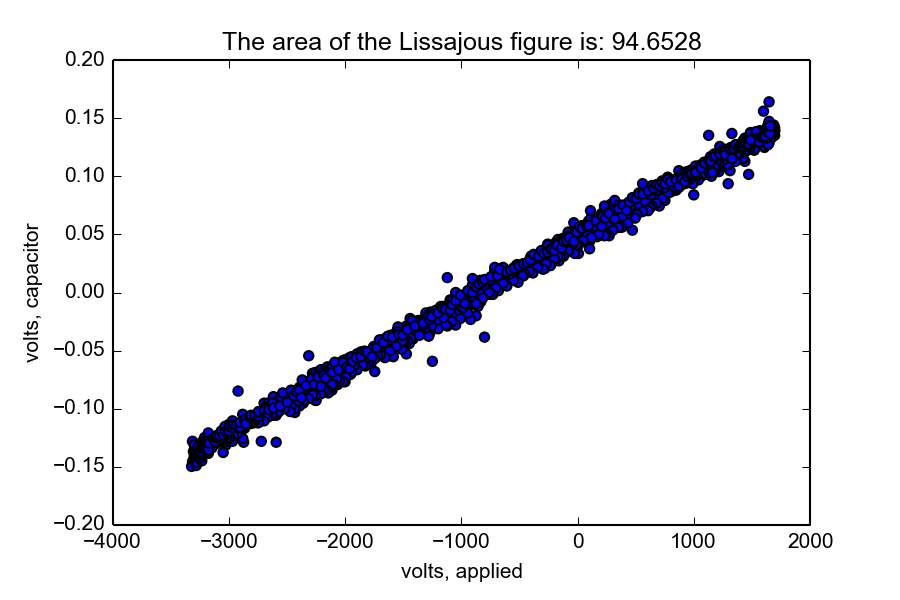 The area of the Lissajous figure is: 94.6528
0.20
0.15
0.10
0.05
0.00
−0.05
−0.10
−0.15
−0.20
volts, capacitor
−4000 −3000 −2000 −1000 0 1000 2000
volts, applied